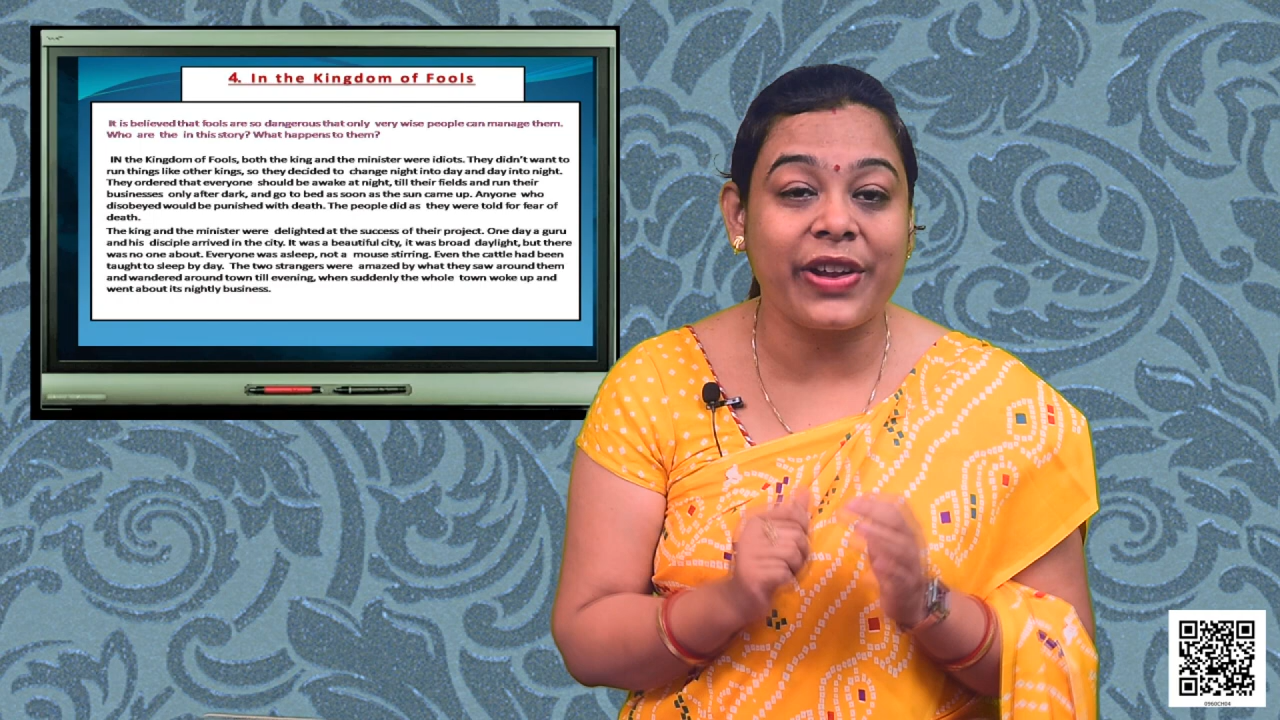 4. In the Kingdom of Fools
It is believed that fools are so dangerous that only very wise people can manage them.
Who are the in this story? What happens to them?
IN the Kingdom of Fools, both the king and the minister were idiots. They didn't want to
run things like other kings, so they decided to change night into day and day into night.
They ordered that everyone should be awake at night, till their fields and run their
businesses only after dark, and go to bed as soon as the sun came up. Anyone who
disobeyed would be punished with death. The people did as they were told for fear of
death.
The king and the minister were delighted at the success of their project. One day a guru
and his disciple arrived in the city. It was a beautiful city, it was broad daylight, but there
was no one about. Everyone was asleep, not a mouse stirring. Even the cattle had been
taught to sleep by day. The two strangers were amazed by what they saw around them
and wandered around town till evening, when suddenly the whole town woke up and
went about its nightly business.
0960CH04